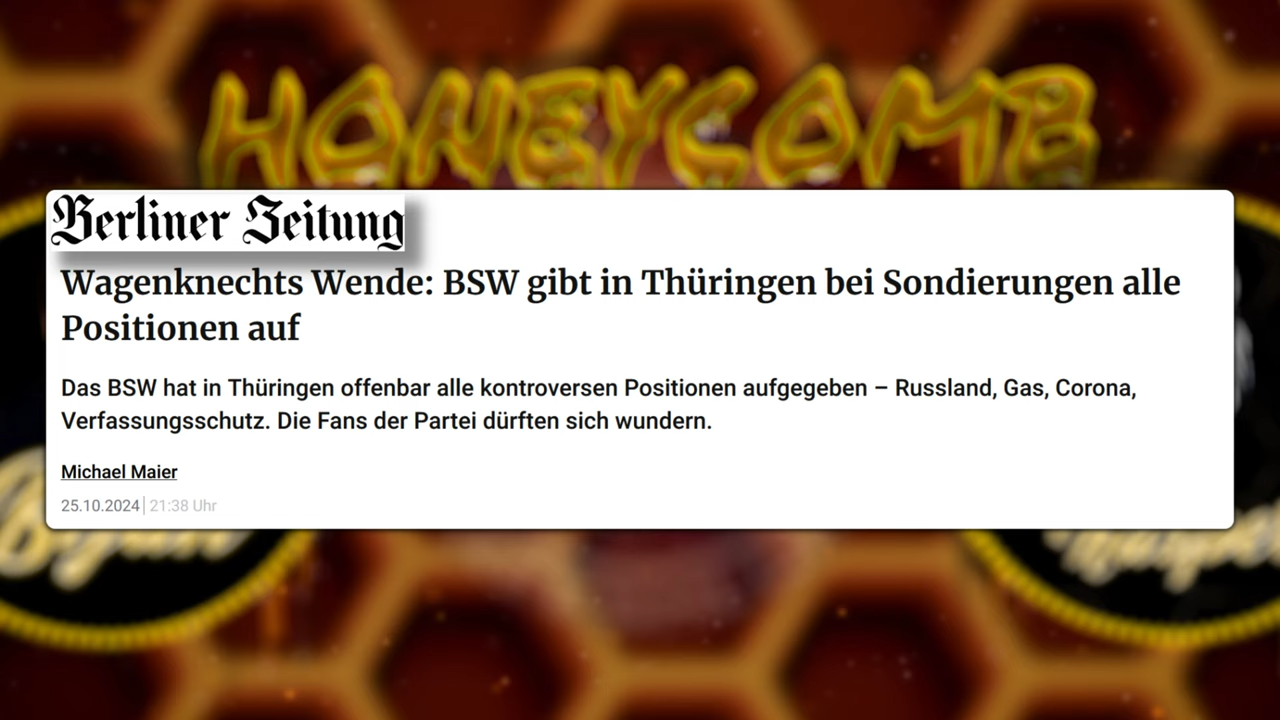 HONEYCOMB
Berliner Zeitung
Wagenknechts Wende: BSW gibt in Thüringen bei Sondierungen alle
Positionen auf
Das BSW hat in Thüringen offenbar alle kontroversen Positionen aufgegeben – Russland, Gas, Corona,
Verfassungsschutz. Die Fans der Partei dürften sich wundern.
Michael Maier
25.10.2024 21:38 Uhr